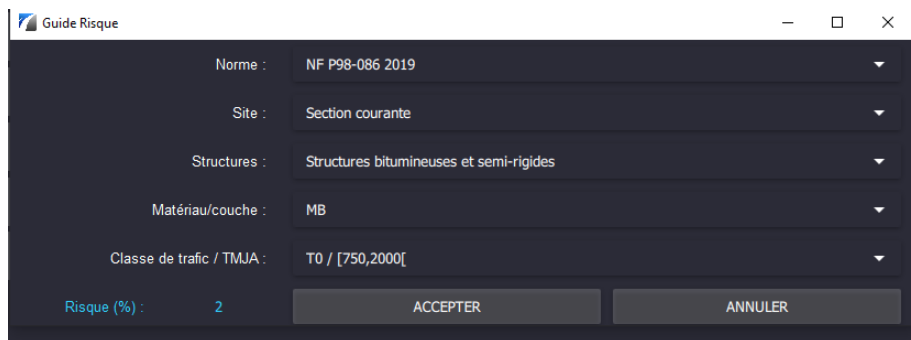 Guide Risque
Norme : NF P98-086 2019
Site : Section courante
Structures : Structures bitumineuses et semi-rigides
Matériau/couche : MB
Classe de trafic / TMJA : T0 / [750,2000[
Risque (%) : 2 ACCEPTER ANNULER